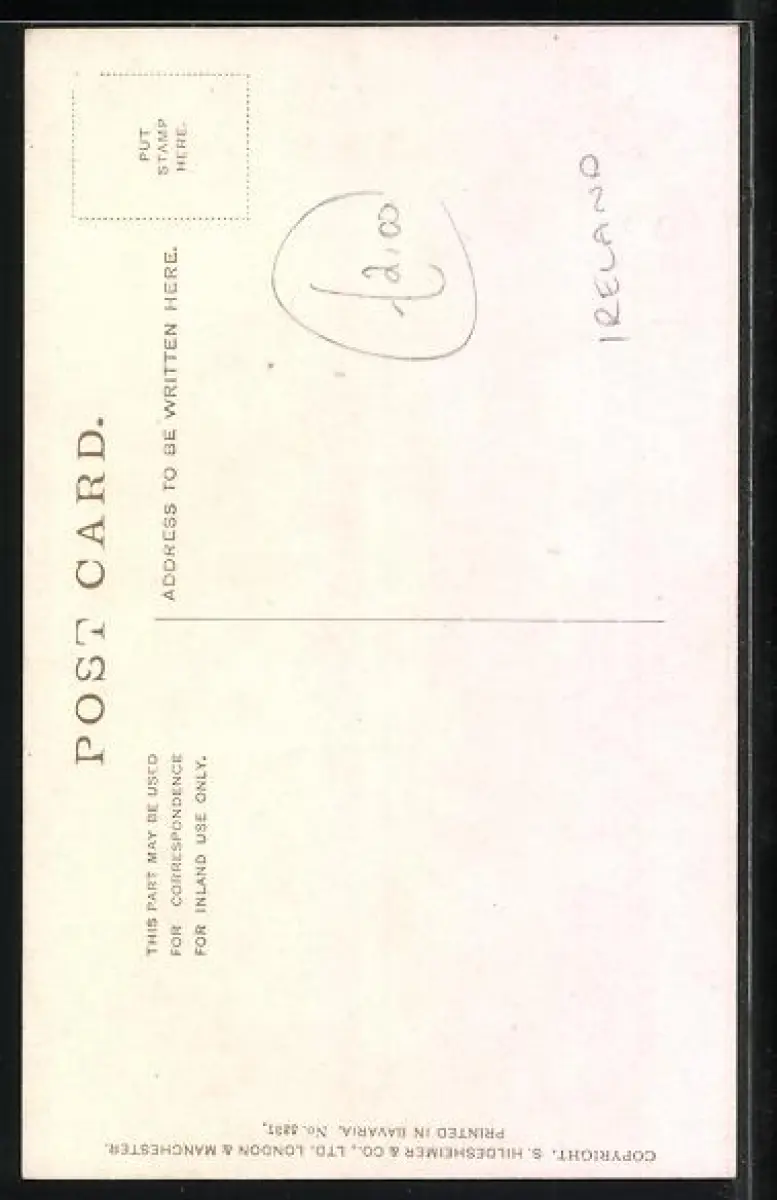 POST CARD.
PUT
STAMP
HERE.
THIS PART MAY BE USED
FOR CORRESPONDENCE
FOR INLAND USE ONLY.
ADDRESS TO BE WRITTEN HERE.
£2.00
IRELAND
COPYRIGHT. S. HILDESHEIMER & CO., LTD. LONDON & MANCHESTER.
PRINTED IN BAVARIA. No.